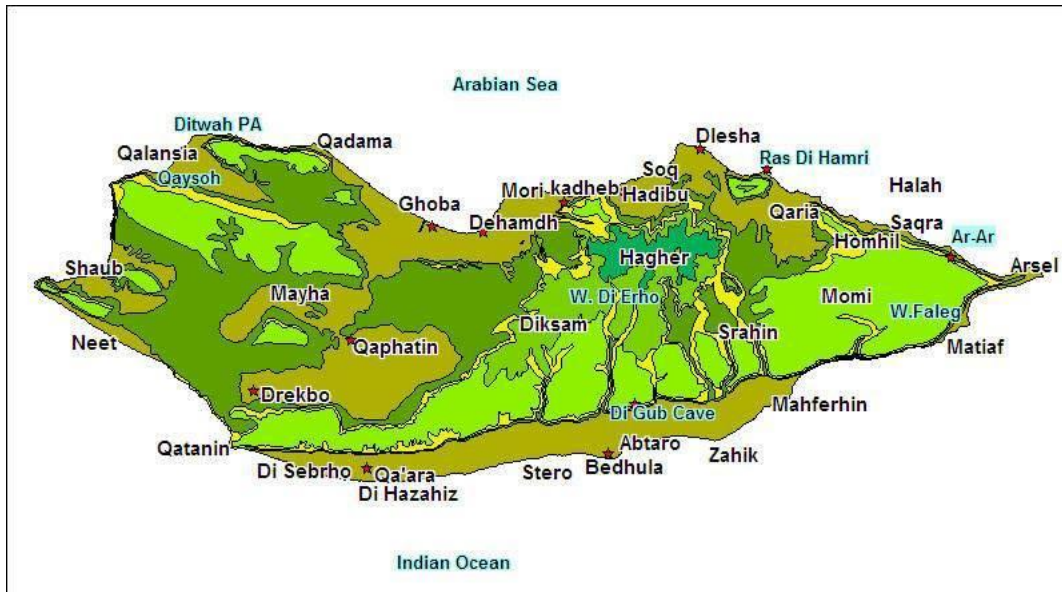 Arabian Sea
Ditwah PA
Qadama
Dlesha
Qalansia
Ras Di Hamri
Soq
Qaysoh
kadheb
Halah
Mori
Hadibu
Ghoba
Qaria
Dehamdh
Saqra
Homhil
Ar-Ar
Hagher
Arsel
Shaub
Mayha
W. Di Erho
Momi
W.Faleg
Diksam
Srahin
Neet
Qaphatin
Matiaf
Drekbo
Di Gub Cave
Mahferhin
Qatanin
Abtaro
Zahik
Di Sebrho
Qa'ara
Stero
Bedhula
Di Hazahiz
Indian Ocean